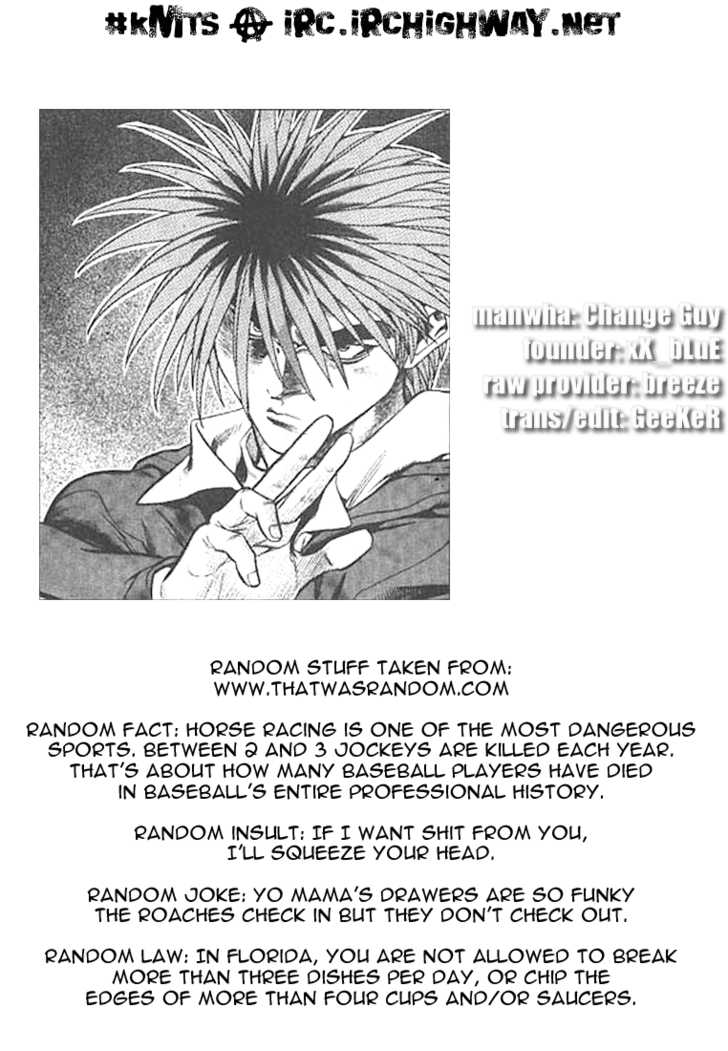 #kMTS @ iRC.iRCHiGHWAY.NeT
manwha: Change Guy
founder: xX_bLuE
raw provider: breeze
trans/edit: GeeKeR
RANDOM STUFF TAKEN FROM:
WWW.THATWASRANDOM.COM
RANDOM FACT: HORSE RACING IS ONE OF THE MOST DANGEROUS
SPORTS. BETWEEN 2 AND 3 JOCKEYS ARE KILLED EACH YEAR.
THAT'S ABOUT HOW MANY BASEBALL PLAYERS HAVE DIED
IN BASEBALL'S ENTIRE PROFESSIONAL HISTORY.
RANDOM INSULT: IF I WANT SHIT FROM YOU,
I'LL SQUEEZE YOUR HEAD.
RANDOM JOKE: YO MAMA'S DRAWERS ARE SO FUNKY
THE ROACHES CHECK IN BUT THEY DON'T CHECK OUT.
RANDOM LAW: IN FLORIDA, YOU ARE NOT ALLOWED TO BREAK
MORE THAN THREE DISHES PER DAY, OR CHIP THE
EDGES OF MORE THAN FOUR CUPS AND/OR SAUCERS.